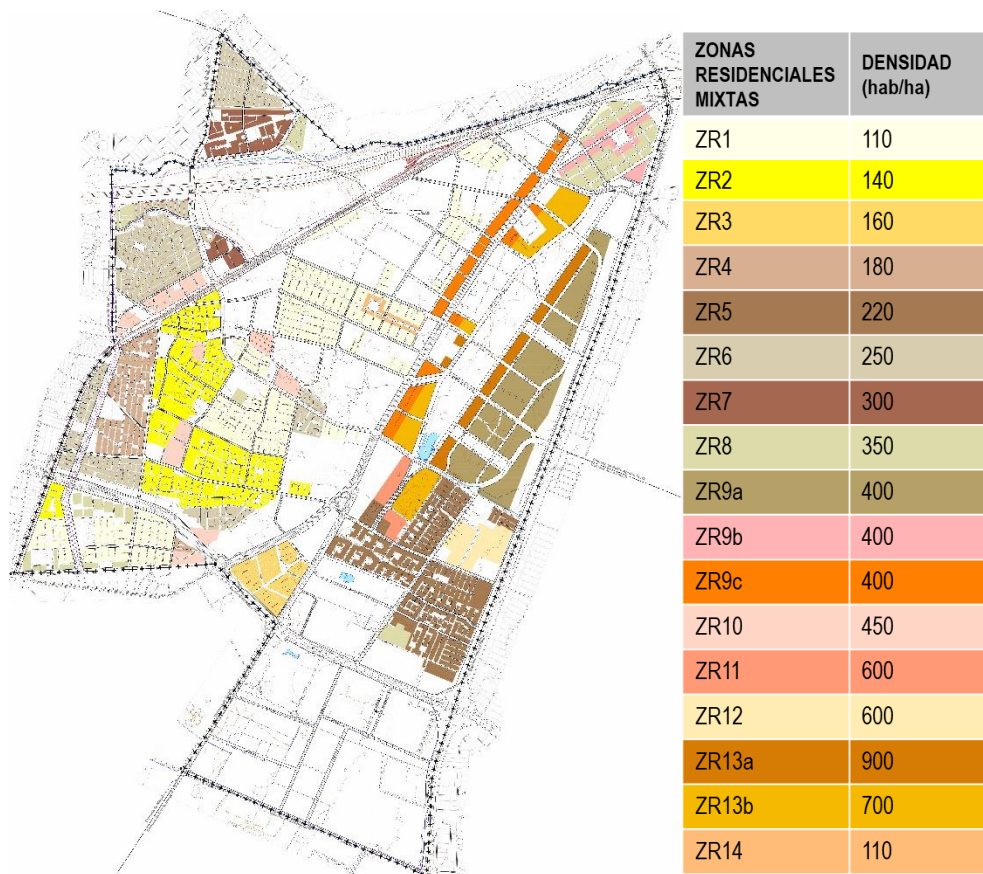 ZONAS
RESIDENCIALES
MIXTAS
DENSIDAD
(hab/ha)
ZR1 110
ZR2 140
ZR3 160
ZR4 180
ZR5 220
ZR6 250
ZR7 300
ZR8 350
ZR9a 400
ZR9b 400
ZR9c 400
ZR10 450
ZR11 600
ZR12 600
ZR13a 900
ZR13b 700
ZR14 110